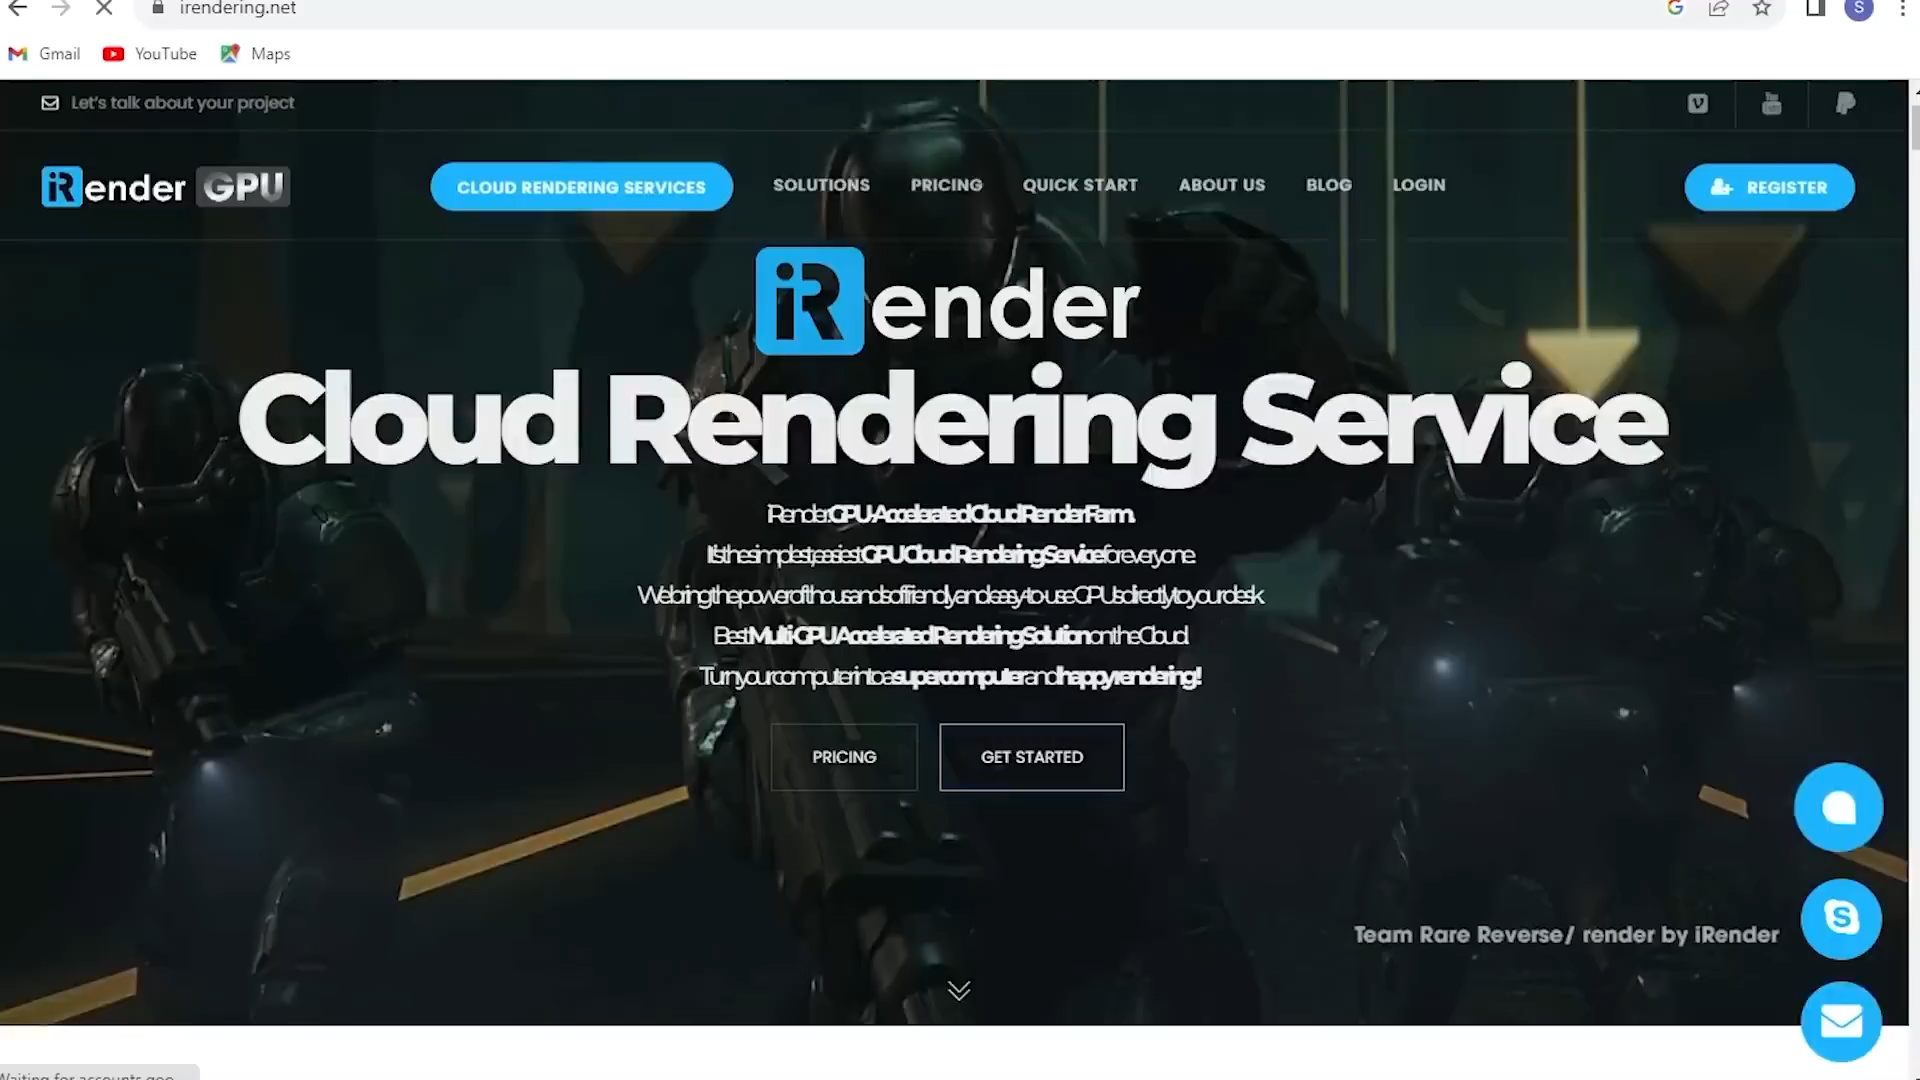 irendering.net
S
Gmail YouTube Maps
Let's talk about your project
iRender GPU
CLOUD RENDERING SERVICES SOLUTIONS PRICING QUICK START ABOUT US BLOG LOGIN REGISTER
iRender
Cloud Rendering Service
iRender: GPU-Accelerated Cloud Render Farm.
It's the simplest, easiest GPU Cloud Rendering Service for everyone.
We bring the power of thousands of friendly and easy-to-use GPUs directly to your desk.
Best Multi-GPU Accelerated Rendering Solution on the Cloud.
Turn your computer into a supercomputer and happy rendering!
PRICING GET STARTED
Team Rare Reverse/ render by iRender